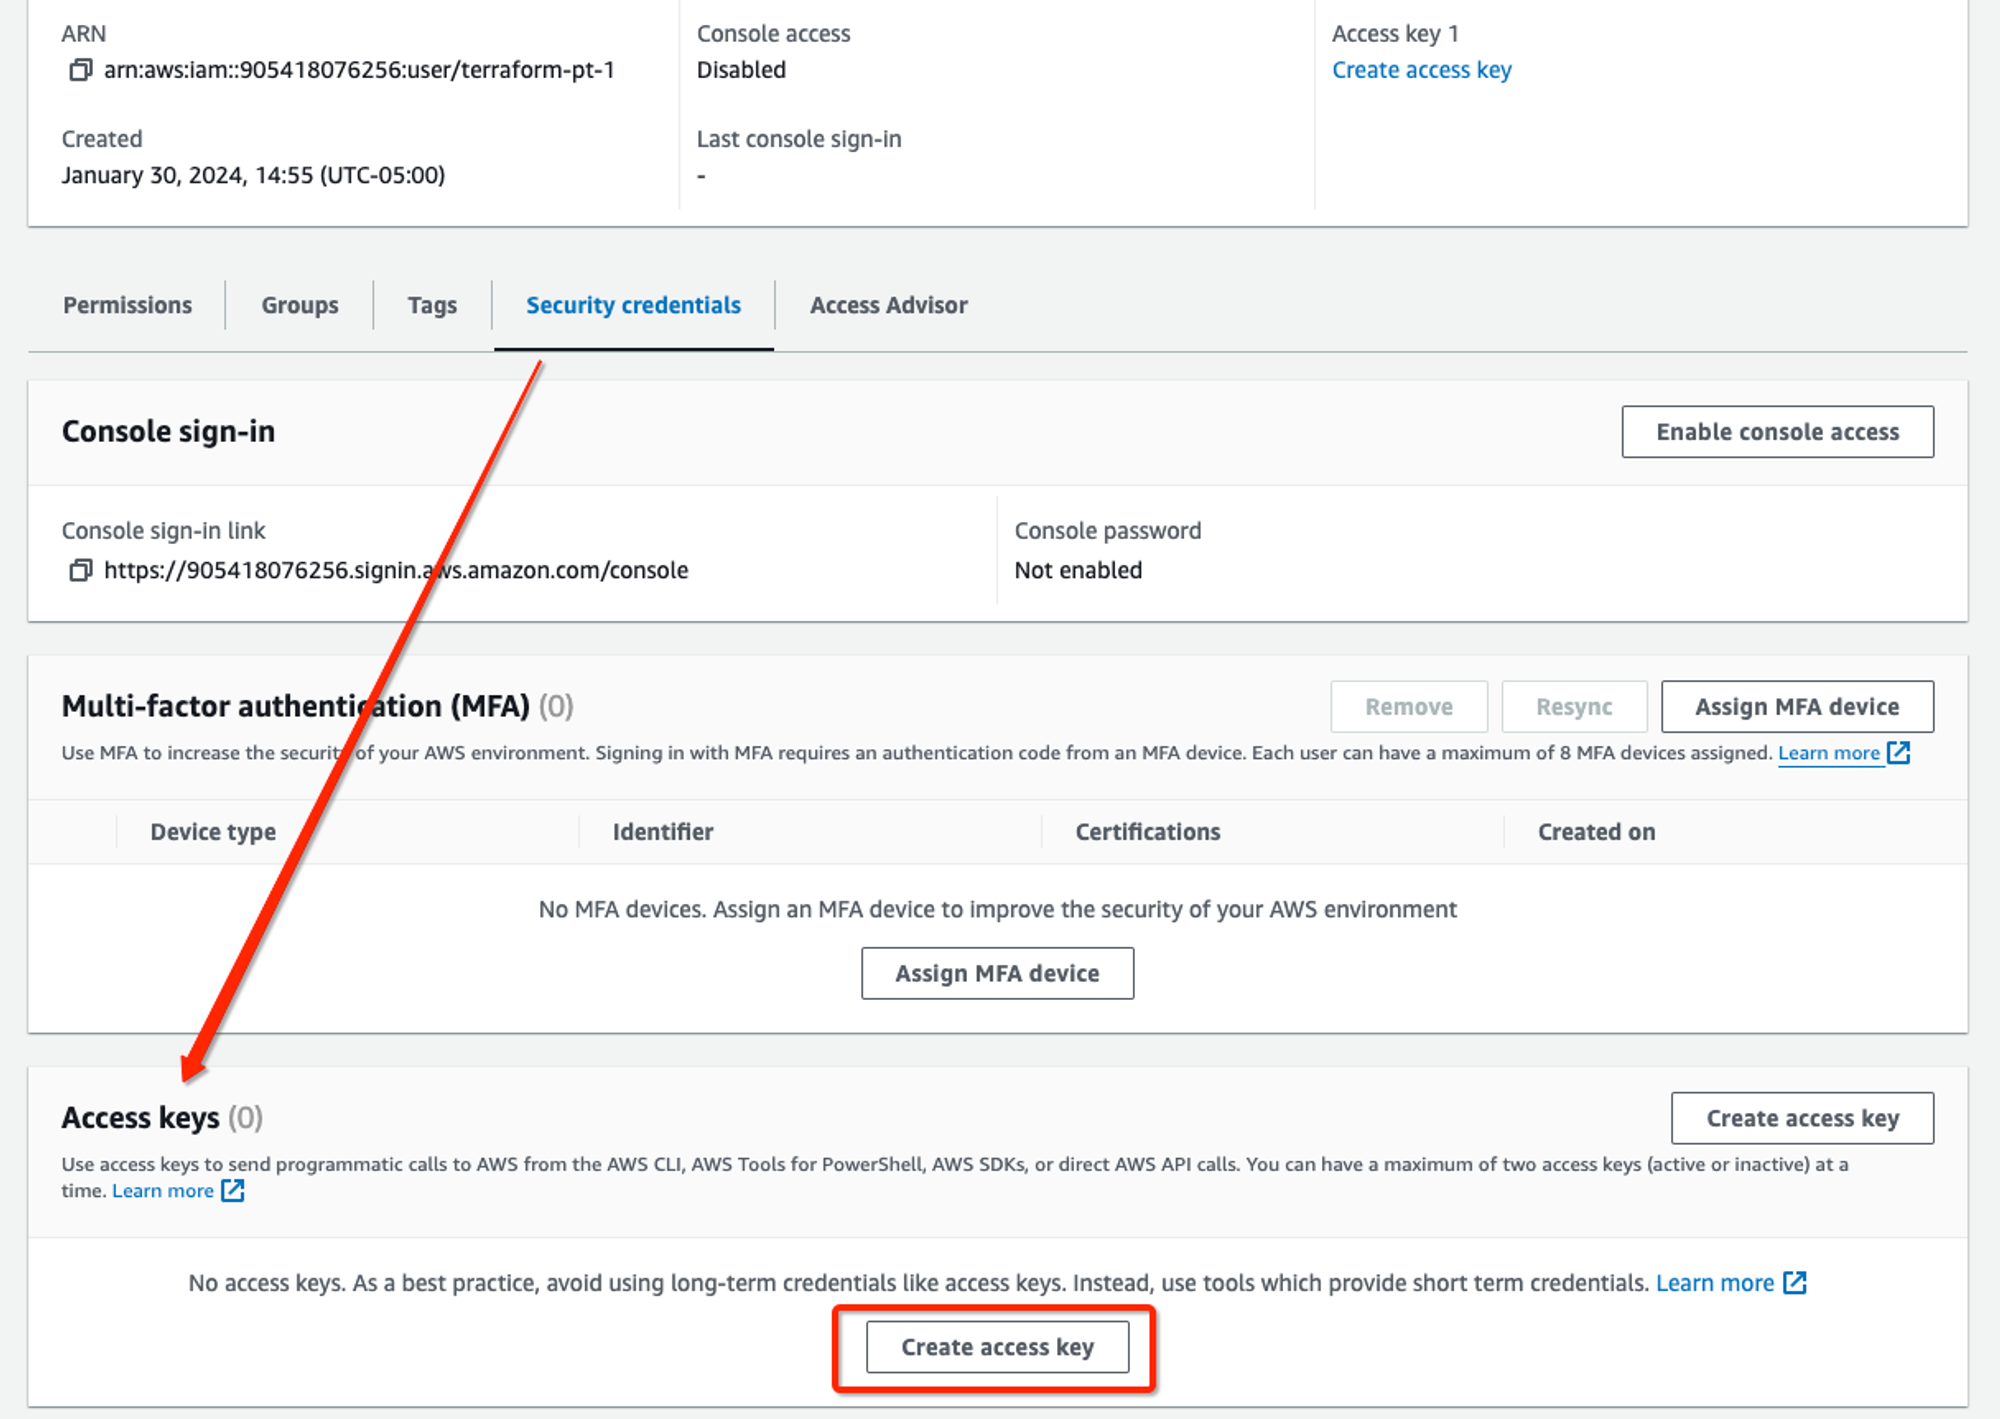 ARN
arn:aws:iam::905418076256:user/terraform-pt-1
Console access
Disabled
Access key 1
Create access key
Created
January 30, 2024, 14:55 (UTC-05:00)
Last console sign-in
-
Permissions
Groups
Tags
Security credentials
Access Advisor
Console sign-in
Enable console access
Console sign-in link
https://905418076256.signin.aws.amazon.com/console
Console password
Not enabled
Multi-factor authentication (MFA) (0)
Remove
Resync
Assign MFA device
Use MFA to increase the security of your AWS environment. Signing in with MFA requires an authentication code from an MFA device. Each user can have a maximum of 8 MFA devices assigned. Learn more
Device type
Identifier
Certifications
Created on
No MFA devices. Assign an MFA device to improve the security of your AWS environment
Assign MFA device
Access keys (0)
Create access key
Use access keys to send programmatic calls to AWS from the AWS CLI, AWS Tools for PowerShell, AWS SDKs, or direct AWS API calls. You can have a maximum of two access keys (active or inactive) at a
time. Learn more
No access keys. As a best practice, avoid using long-term credentials like access keys. Instead, use tools which provide short term credentials. Learn more
Create access key